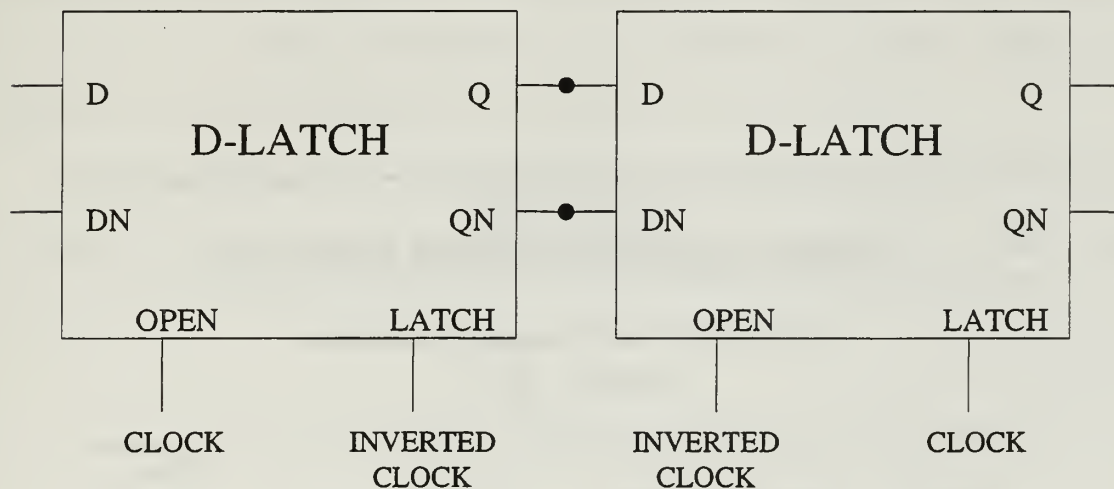 D Q D Q
D-LATCH D-LATCH
DN QN DN QN
OPEN LATCH OPEN LATCH
CLOCK INVERTED INVERTED CLOCK
CLOCK CLOCK